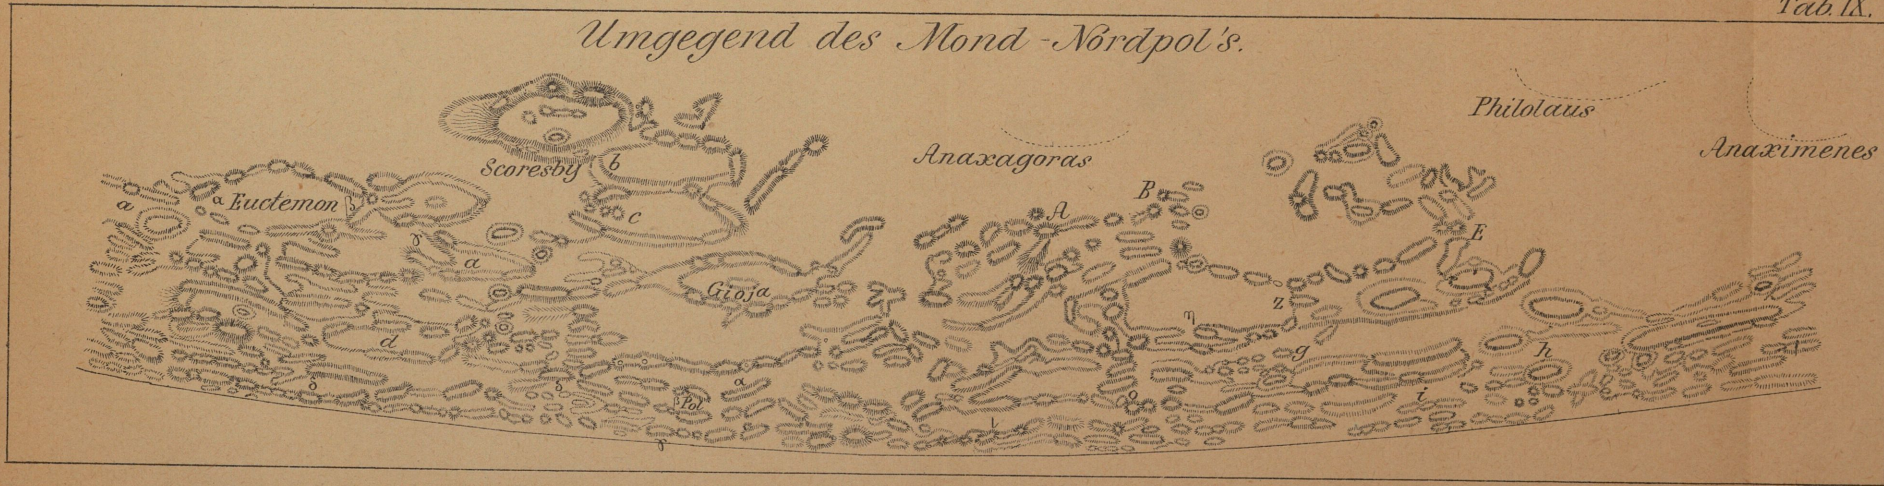 Tab. IX.
Umgegend des Mond-Nordpol's.
Philolaus
Anaximenes
Anaxagoras
Scoresby
b
B
a
α Euctemon β
c
A
γ
E
a
Gioja
z
η
d
g
h
δ
δ
α
β Pol
i
γ